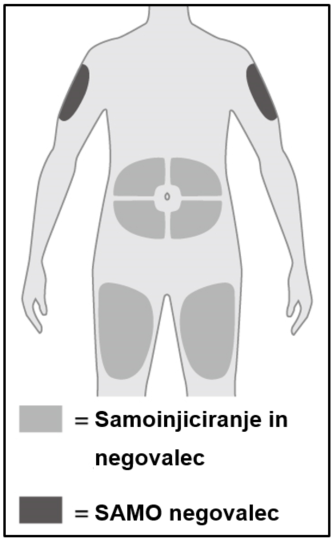 = Samoinjiciranje in
negovalec
= SAMO negovalec